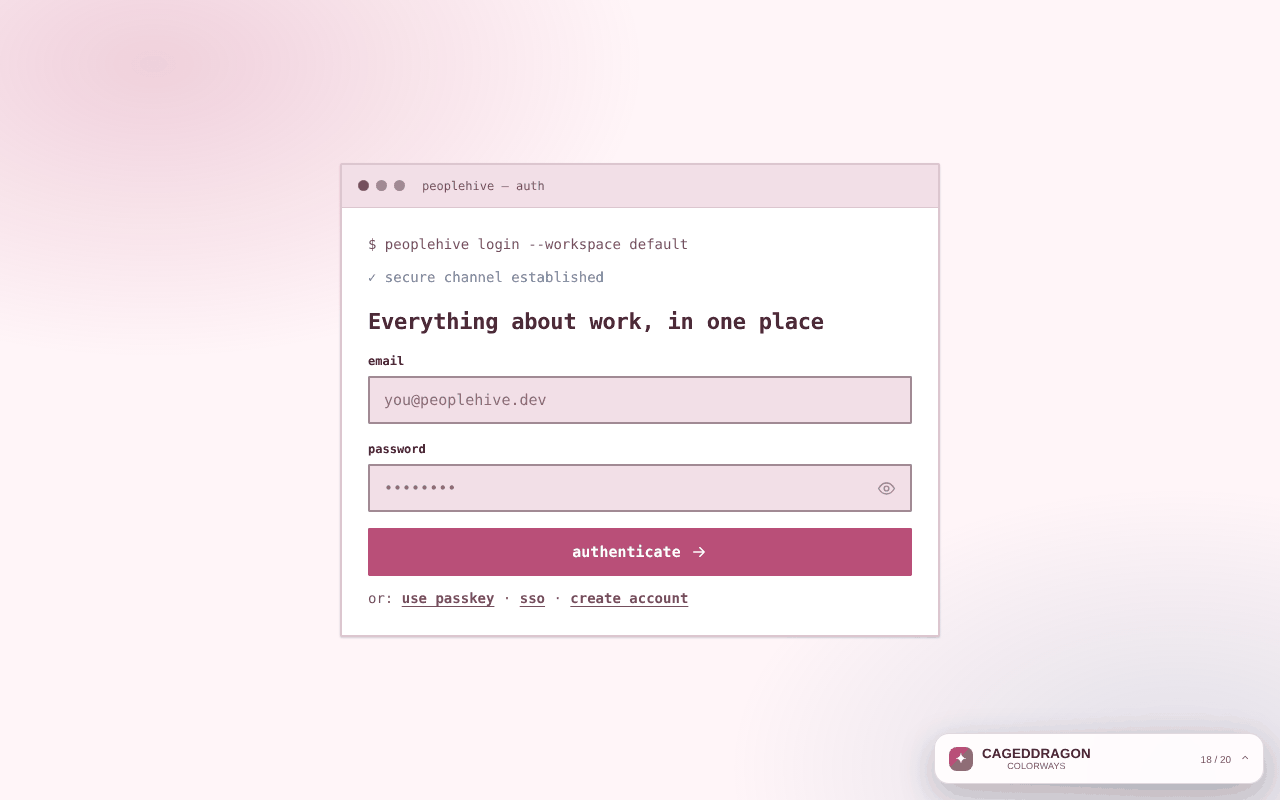 peoplehive — auth
$ peoplehive login --workspace default
✓ secure channel established
Everything about work, in one place
email
you@peoplehive.dev
password
••••••••
authenticate →
or: use passkey · sso · create account
CAGEDDRAGON
COLORWAYS
18 / 20